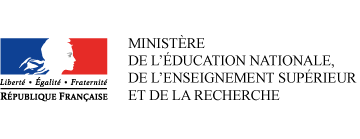 Liberté • Égalité • Fraternité
RÉPUBLIQUE FRANÇAISE
MINISTÈRE
DE L'ÉDUCATION NATIONALE,
DE L'ENSEIGNEMENT SUPÉRIEUR
ET DE LA RECHERCHE